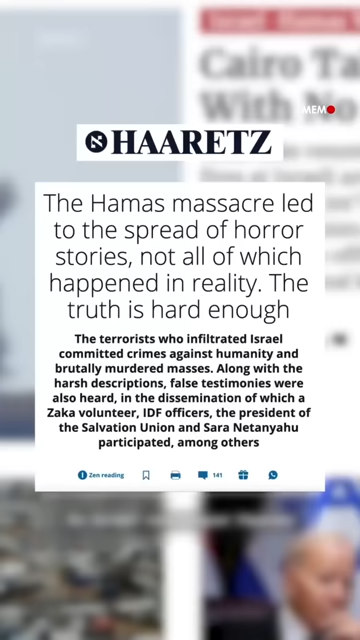 Israel-Hamas
Cairo Ta
With No
MEMO
HAARETZ
The Hamas massacre led
to the spread of horror
stories, not all of which
happened in reality. The
truth is hard enough
The terrorists who infiltrated Israel
committed crimes against humanity and
brutally murdered masses. Along with the
harsh descriptions, false testimonies were
also heard, in the dissemination of which a
Zaka volunteer, IDF officers, the president of
the Salvation Union and Sara Netanyahu
participated, among others
Zen reading
141